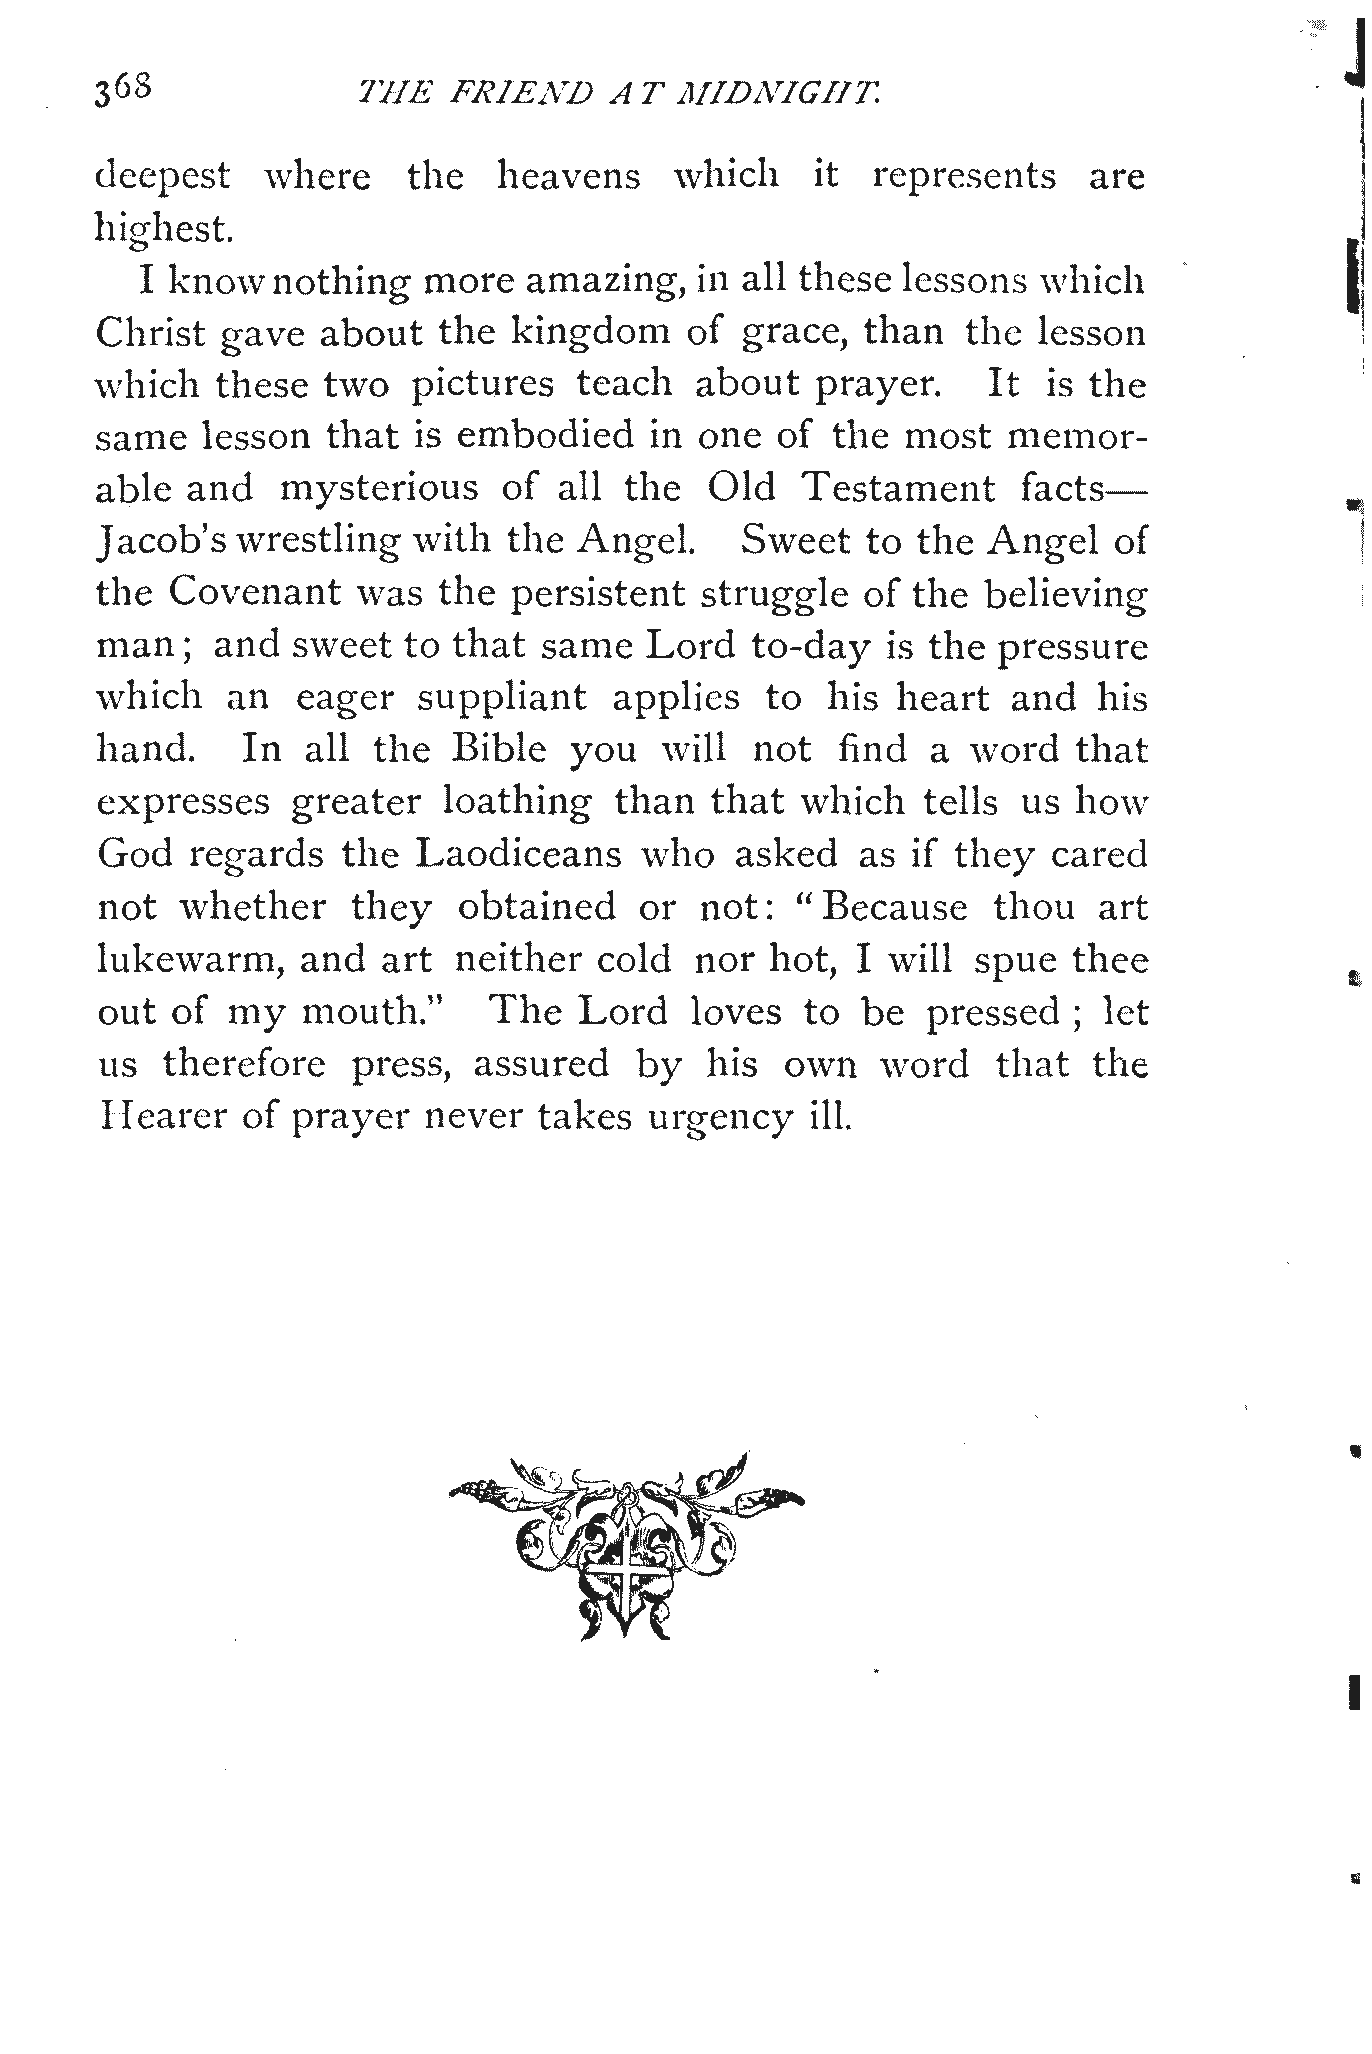 368 THE FRIEND AT MIDNIGHT.
deepest where the heavens which it represents are
highest.
I know nothing more amazing, in all these lessons which
Christ gave about the kingdom of grace, than the lesson
which these two pictures teach about prayer. It is the
same lesson that is embodied in one of the most memor-
able and mysterious of all the Old Testament facts—
Jacob's wrestling with the Angel. Sweet to the Angel of
the Covenant was the persistent struggle of the believing
man; and sweet to that same Lord to-day is the pressure
which an eager suppliant applies to his heart and his
hand. In all the Bible you will not find a word that
expresses greater loathing than that which tells us how
God regards the Laodiceans who asked as if they cared
not whether they obtained or not: “Because thou art
lukewarm, and art neither cold nor hot, I will spue thee
out of my mouth.” The Lord loves to be pressed; let
us therefore press, assured by his own word that the
Hearer of prayer never takes urgency ill.